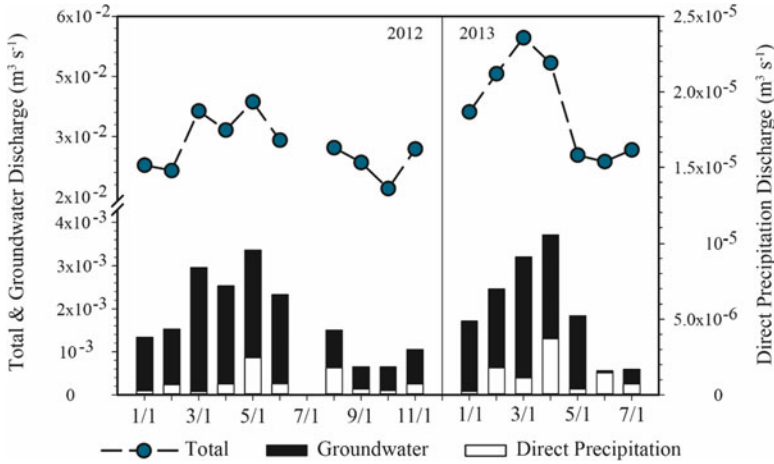 6x10⁻²
5x10⁻²
3x10⁻²
2x10⁻²
4x10⁻³
3x10⁻³
2x10⁻³
10⁻³
0
Total & Groundwater Discharge (m³ s⁻¹)
2012
2013
2.5x10⁻⁵
2.0x10⁻⁵
1.5x10⁻⁵
10⁻⁵
5.0x10⁻⁶
0
Direct Precipitation Discharge (m³ s⁻¹)
1/1 3/1 5/1 7/1 9/1 11/1 1/1 3/1 5/1 7/1
Total Groundwater Direct Precipitation